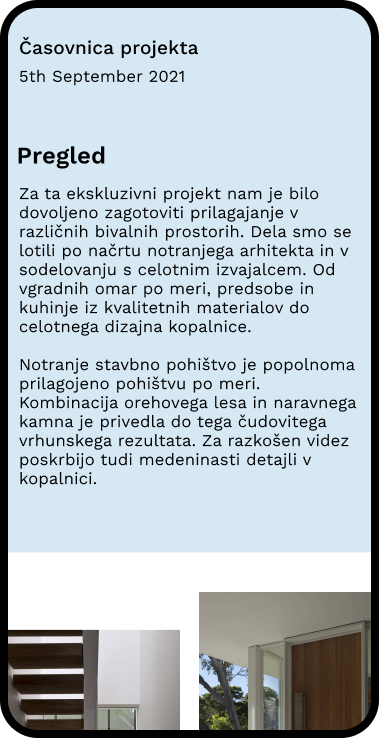 Časovnica projekta
5th September 2021
Pregled
Za ta ekskluzivni projekt nam je bilo
dovoljeno zagotoviti prilagajanje v
različnih bivalnih prostorih. Dela smo se
lotili po načrtu notranjega arhitekta in v
sodelovanju s celotnim izvajalcem. Od
vgradnih omar po meri, predsobe in
kuhinje iz kvalitetnih materialov do
celotnega dizajna kopalnice.
Notranje stavbno pohištvo je popolnoma
prilagojeno pohištvu po meri.
Kombinacija orehovega lesa in naravnega
kamna je privedla do tega čudovitega
vrhunskega rezultata. Za razkošen videz
poskrbijo tudi medeninasti detajli v
kopalnici.